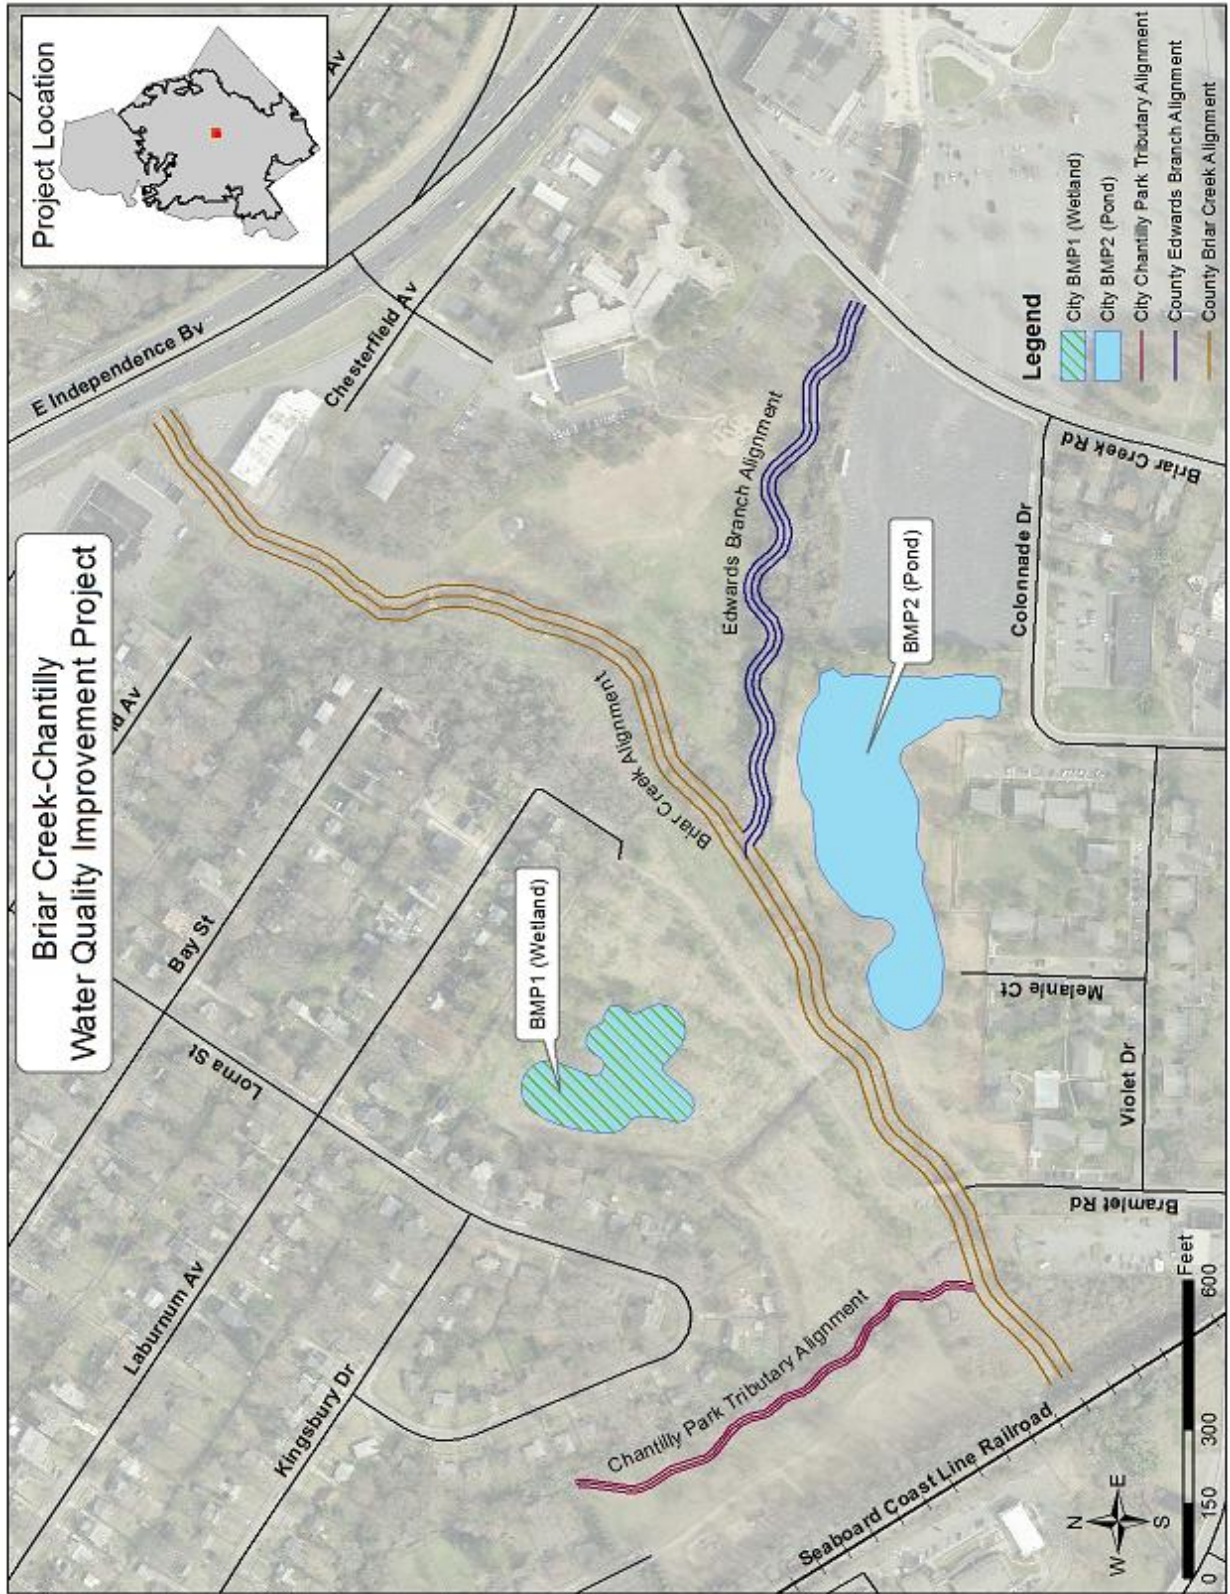 Briar Creek-Chantilly
Water Quality Improvement Project
Project Location
Av
E Independence Bv
Chesterfield Av
d Av
Bay St
Lorna St
Laburnum Av
Kingsbury Dr
BMP1 (Wetland)
Briar Creek Alignment
Edwards Branch Alignment
BMP2 (Pond)
Chantilly Park Tributary Alignment
Seaboard Coast Line Railroad
Colonnade Dr
Briar Creek Rd
Melanie Ct
Violet Dr
Bramlet Rd
Legend
City BMP1 (Wetland)
City BMP2 (Pond)
City Chantilly Park Tributary Alignment
County Edwards Branch Alignment
County Briar Creek Alignment
N
W E
S
Feet
0 150 300 600